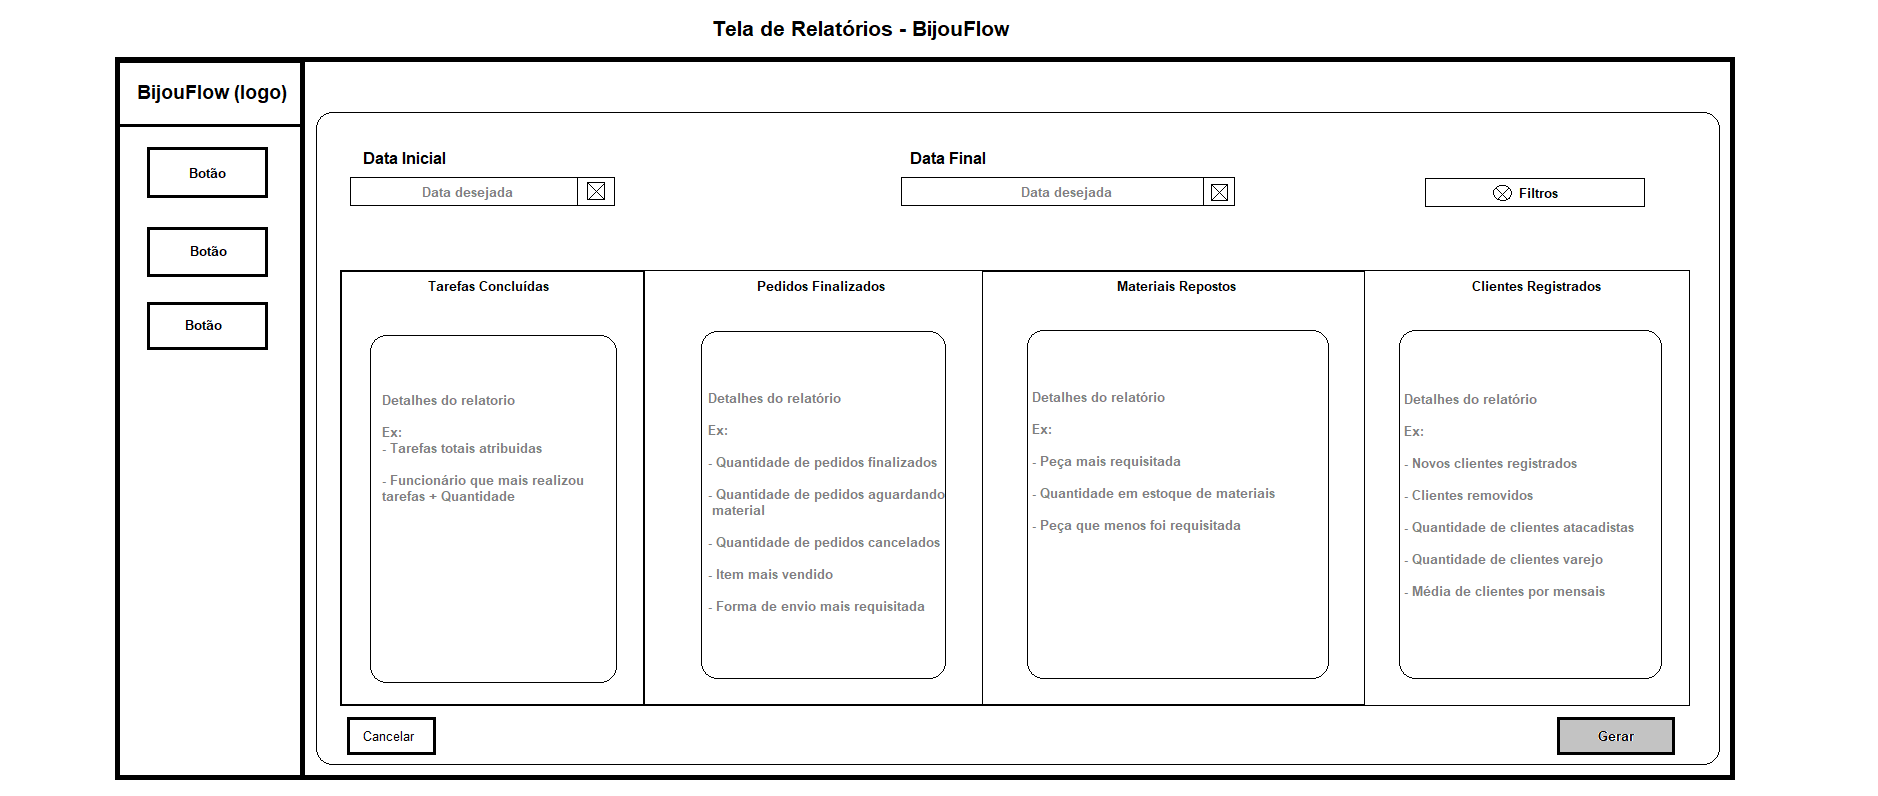 Tela de Relatórios - BijouFlow
BijouFlow (logo)
Botão
Botão
Botão
Data Inicial
Data desejada
Data Final
Data desejada
Filtros
Tarefas Concluídas
Detalhes do relatorio
Ex:
- Tarefas totais atribuidas
- Funcionário que mais realizou
tarefas + Quantidade
Pedidos Finalizados
Detalhes do relatório
Ex:
- Quantidade de pedidos finalizados
- Quantidade de pedidos aguardando
material
- Quantidade de pedidos cancelados
- Item mais vendido
- Forma de envio mais requisitada
Materiais Repostos
Detalhes do relatório
Ex:
- Peça mais requisitada
- Quantidade em estoque de materiais
- Peça que menos foi requisitada
Clientes Registrados
Detalhes do relatório
Ex:
- Novos clientes registrados
- Clientes removidos
- Quantidade de clientes atacadistas
- Quantidade de clientes varejo
- Média de clientes por mensais
Cancelar
Gerar